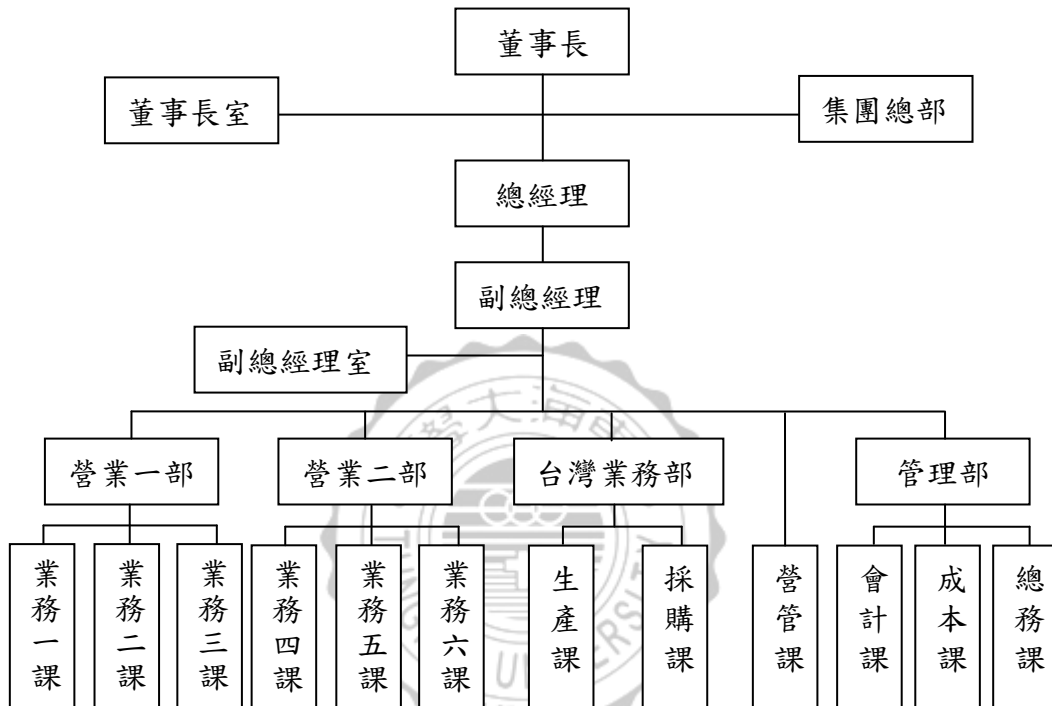 董事長
董事長室
集團總部
總經理
副總經理
副總經理室
營業一部
營業二部
台灣業務部
管理部
業務一課
業務二課
業務三課
業務四課
業務五課
業務六課
生產課
採購課
營管課
會計課
成本課
總務課